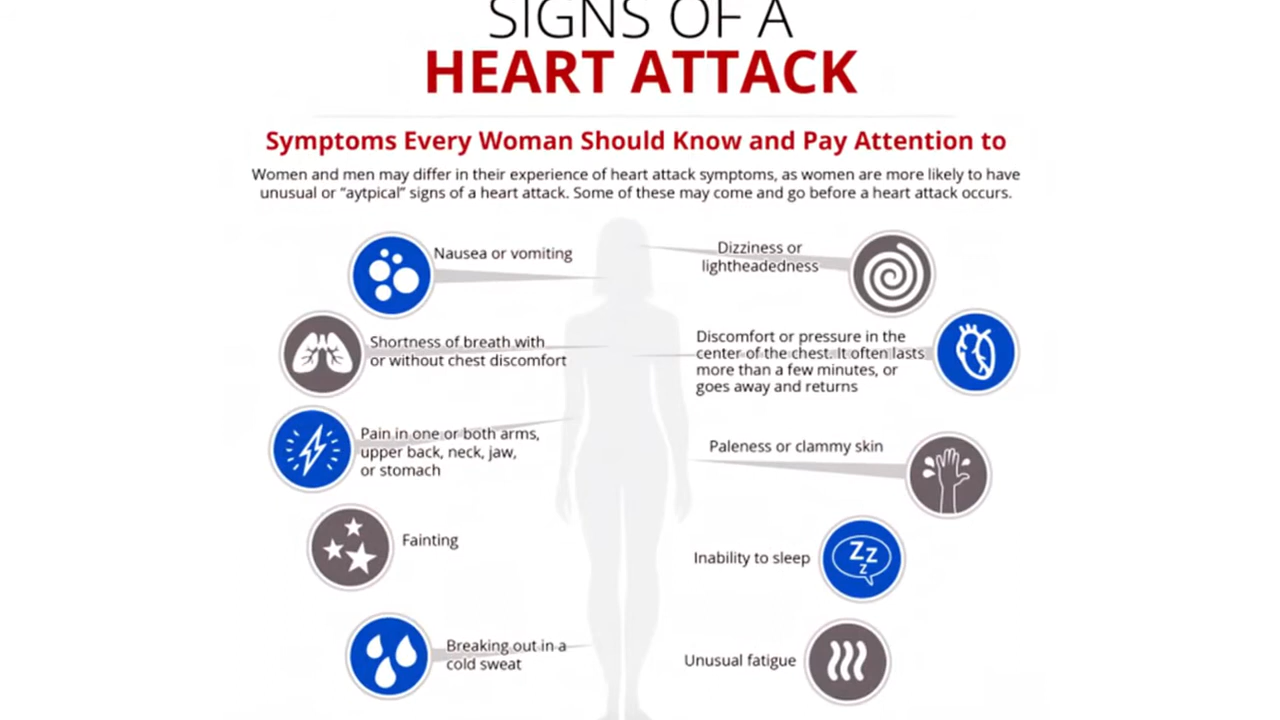 SIGNS OF A
HEART ATTACK
Symptoms Every Woman Should Know and Pay Attention to
Women and men may differ in their experience of heart attack symptoms, as women are more likely to have
unusual or “aytpical” signs of a heart attack. Some of these may come and go before a heart attack occurs.
Nausea or vomiting
Dizziness or
lightheadedness
Shortness of breath with
or without chest discomfort
Discomfort or pressure in the
center of the chest. It often lasts
more than a few minutes, or
goes away and returns
Pain in one or both arms,
upper back, neck, jaw,
or stomach
Paleness or clammy skin
Fainting
Inability to sleep
Zz
z
Breaking out in a
cold sweat
Unusual fatigue